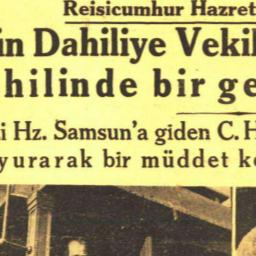 Reisicumhur Hazret
in Dahiliye Vekil
hilinde bir ge
i Hz. Samsun'a giden C. H
yurarak bir müddet k